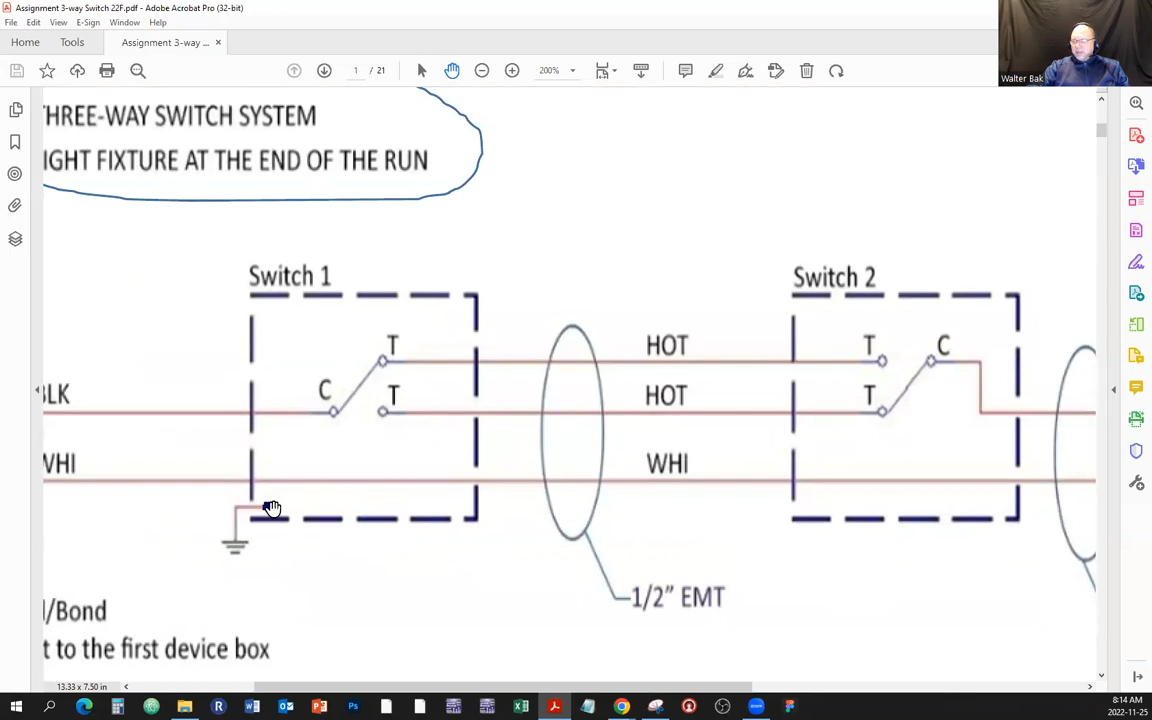 Assignment 3-way Switch 22F.pdf - Adobe Acrobat Pro (32-bit)
File Edit View E-Sign Window Help
Home Tools Assignment 3-way ... ×
1 / 21
200%
Walter Bak
HREE-WAY SWITCH SYSTEM
IGHT FIXTURE AT THE END OF THE RUN
Switch 1
Switch 2
T HOT T C
C T HOT T
BLK
WHI WHI
1/2" EMT
/Bond
t to the first device box
13.33 x 7.50 in
8:14 AM
2022-11-25